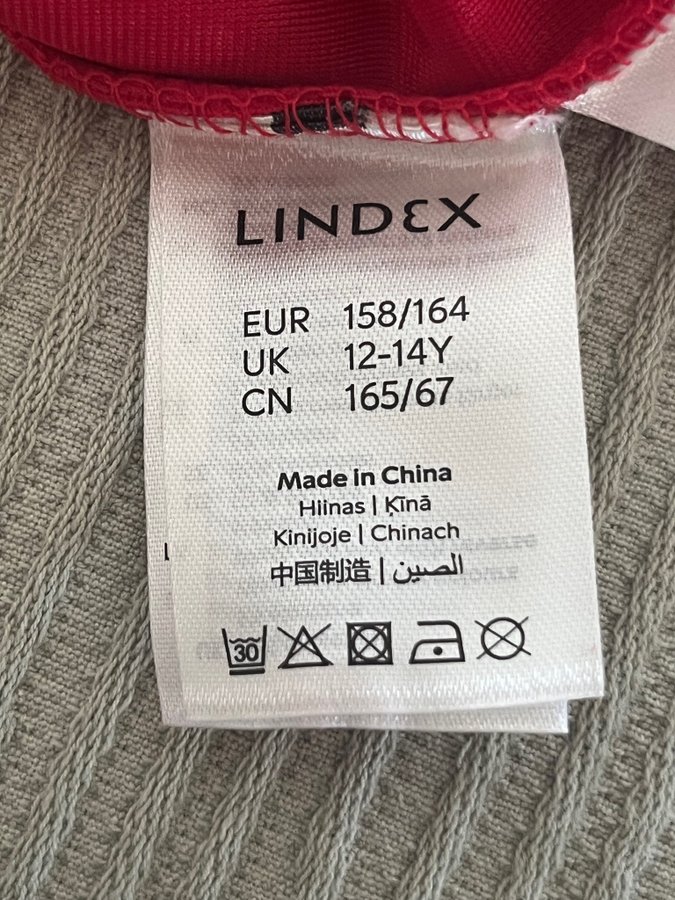 LINDEX
EUR 158/164
UK 12-14Y
CN 165/67
Made in China
Hiinas | Ķīnā
Kinijoje | Chinach
中国制造 | الصين
30